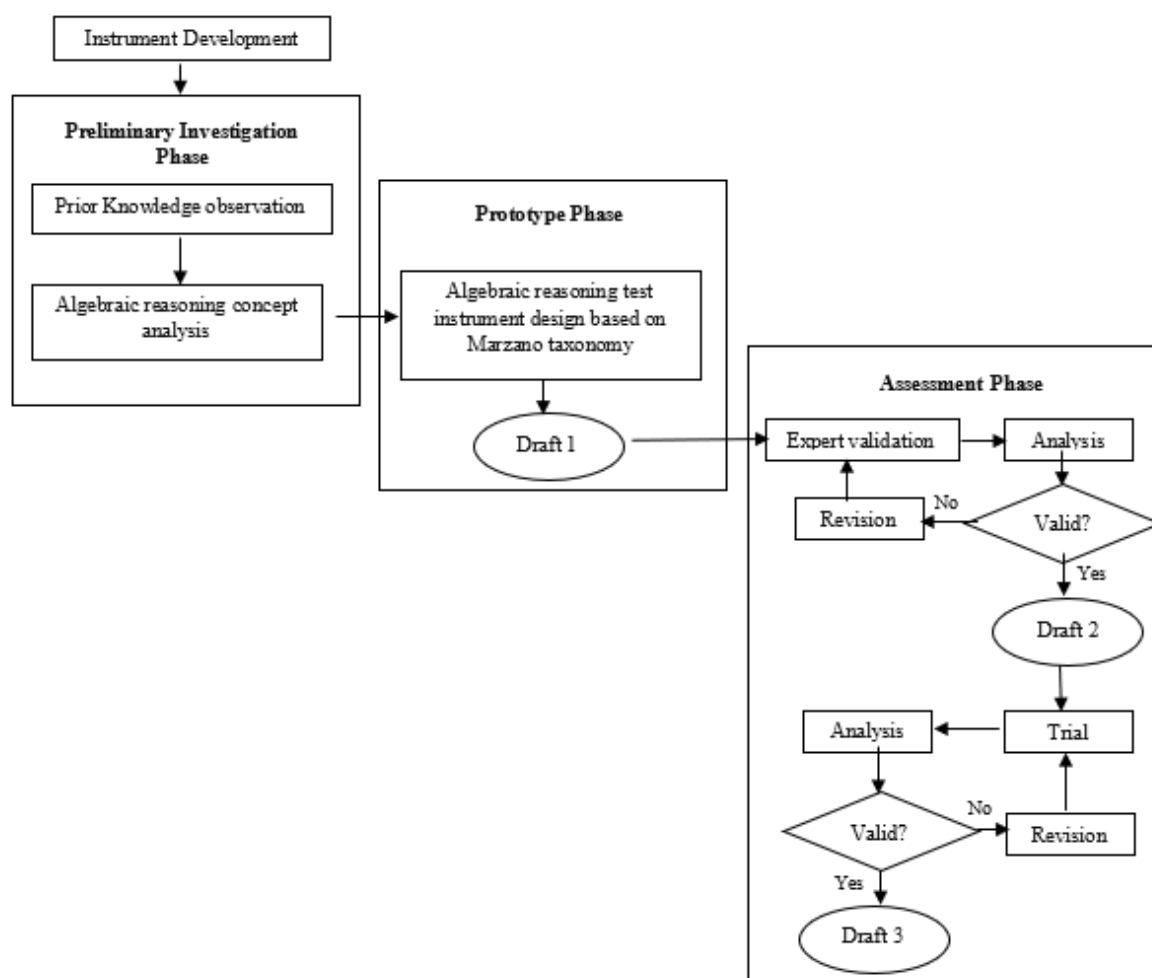 Instrument Development
Preliminary Investigation
Phase
Prior Knowledge observation
Algebraic reasoning concept
analysis
Prototype Phase
Algebraic reasoning test
instrument design based on
Marzano taxonomy
Draft 1
Assessment Phase
Expert validation
Analysis
Revision
No
Valid?
Yes
Draft 2
Analysis
Trial
Valid?
No
Revision
Yes
Draft 3